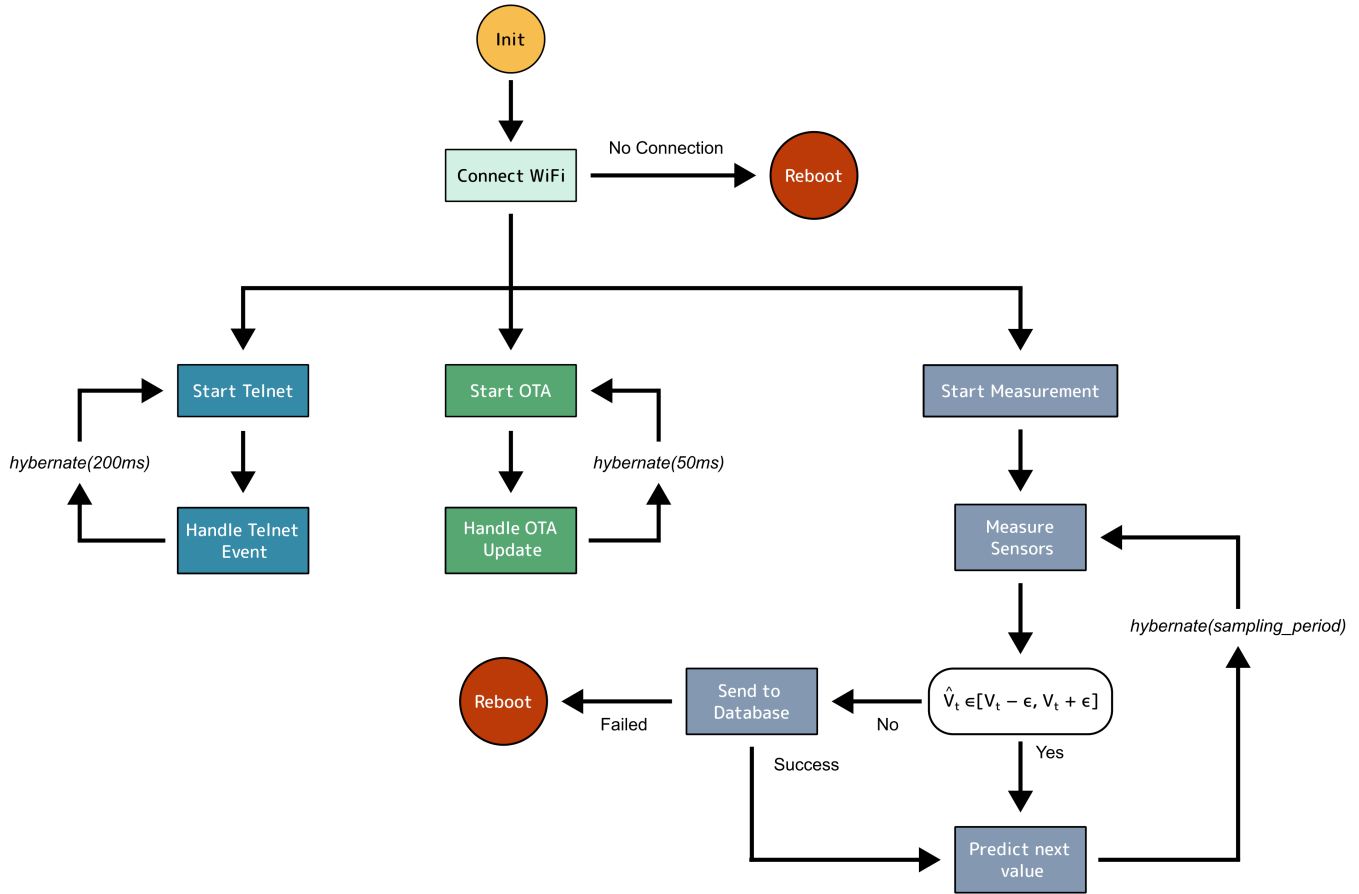 Init
No Connection
Connect WiFi
Reboot
Start Telnet
Start OTA
Start Measurement
hybernate(200ms)
hybernate(50ms)
Handle Telnet
Event
Handle OTA
Update
Measure
Sensors
hybernate(sampling_period)
Reboot
Failed
Send to
Database
No
V̂ₜ ∈[Vₜ − ϵ, Vₜ + ϵ]
Yes
Success
Predict next
value